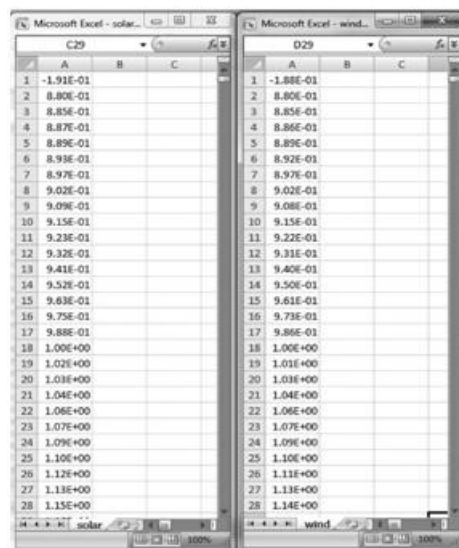 Microsoft Excel - solar...
C29
A B C
1 -1.91E-01
2 8.80E-01
3 8.85E-01
4 8.87E-01
5 8.89E-01
6 8.93E-01
7 8.97E-01
8 9.02E-01
9 9.09E-01
10 9.15E-01
11 9.23E-01
12 9.32E-01
13 9.41E-01
14 9.52E-01
15 9.63E-01
16 9.75E-01
17 9.88E-01
18 1.00E+00
19 1.02E+00
20 1.03E+00
21 1.04E+00
22 1.06E+00
23 1.07E+00
24 1.09E+00
25 1.10E+00
26 1.12E+00
27 1.13E+00
28 1.15E+00
solar
100%
Microsoft Excel - wind...
D29
A B C
1 -1.88E-01
2 8.80E-01
3 8.85E-01
4 8.86E-01
5 8.89E-01
6 8.92E-01
7 8.97E-01
8 9.02E-01
9 9.08E-01
10 9.15E-01
11 9.22E-01
12 9.31E-01
13 9.40E-01
14 9.50E-01
15 9.61E-01
16 9.73E-01
17 9.86E-01
18 1.00E+00
19 1.01E+00
20 1.03E+00
21 1.04E+00
22 1.06E+00
23 1.07E+00
24 1.09E+00
25 1.10E+00
26 1.11E+00
27 1.13E+00
28 1.14E+00
wind
100%